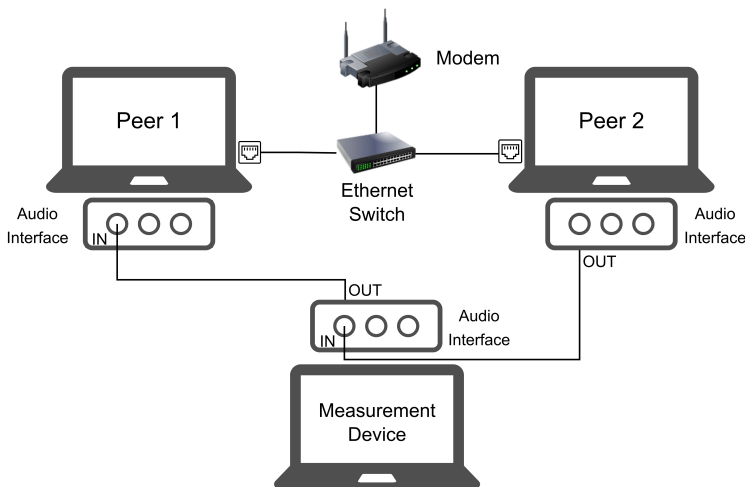 Modem
Peer 1
Peer 2
Ethernet
Switch
Audio
Interface
IN
Audio
Interface
OUT
OUT
Audio
Interface
IN
Measurement
Device